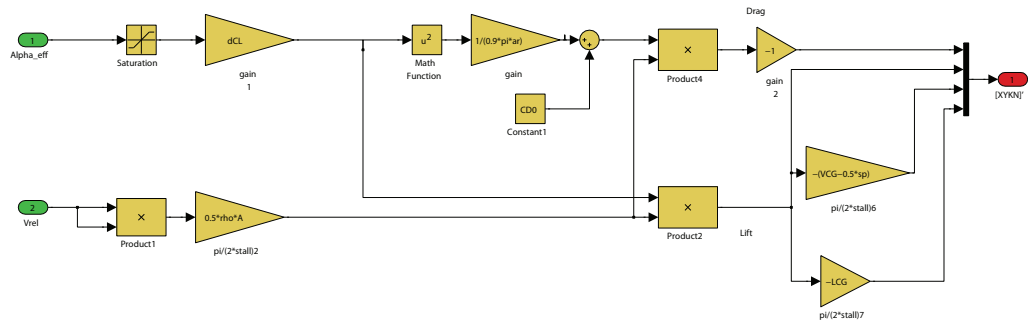 Drag
1
Alpha_eff
Saturation
dCL
gain
1
u²
Math
Function
1/(0.9*pi*ar)
gain
+
+
CD0
Constant1
×
Product4
−1
gain
2
1
[XYKN]'
2
Vrel
×
Product1
0.5*rho*A
pi/(2*stall)2
×
Product2
Lift
−(VCG−0.5*sp)
pi/(2*stall)6
−LCG
pi/(2*stall)7